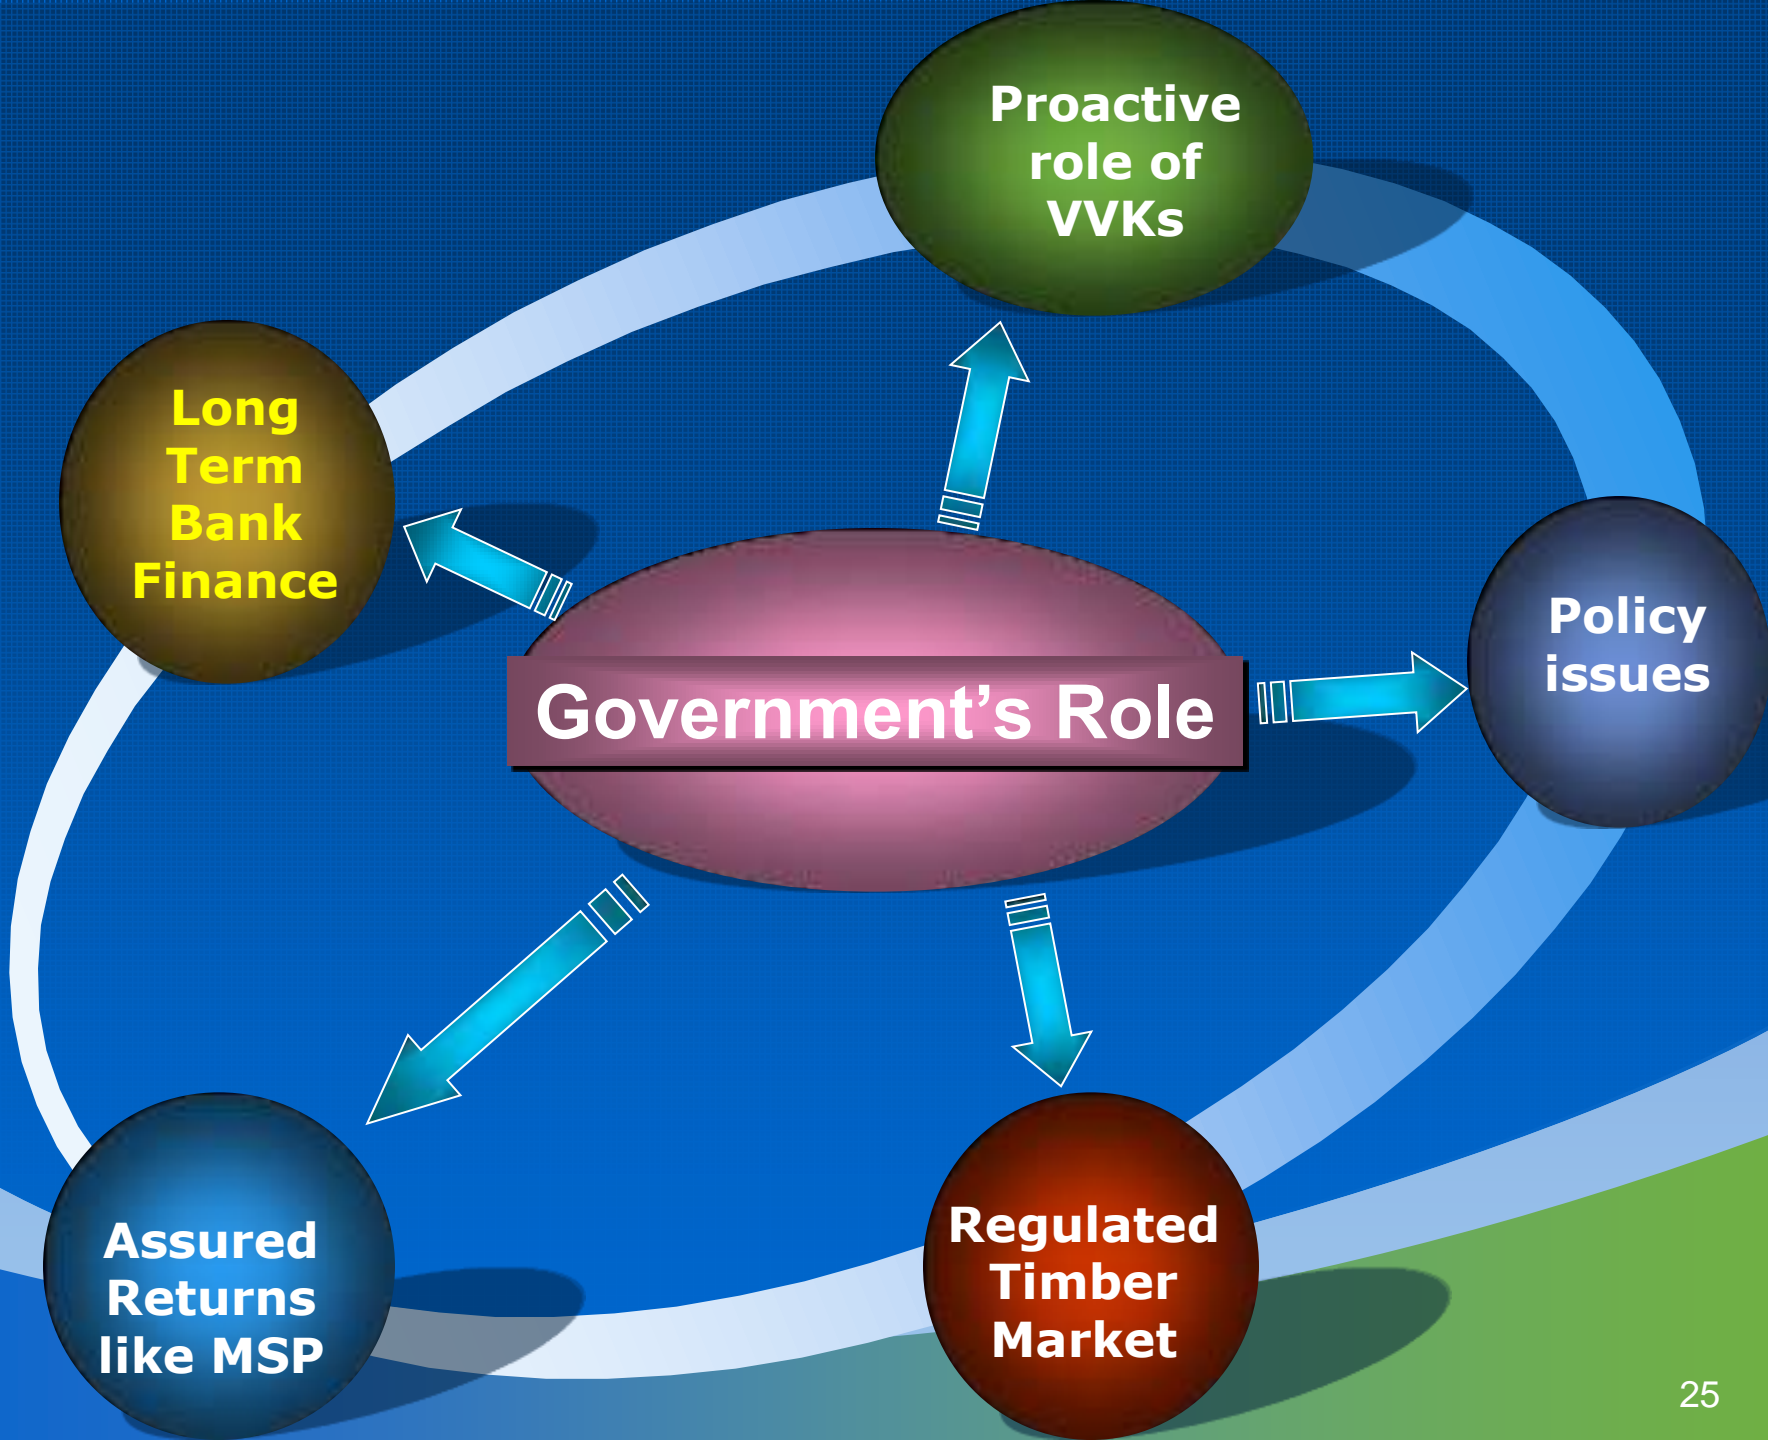 Proactive
role of
VVKs
Long
Term
Bank
Finance
Policy
issues
Government’s Role
Assured
Returns
like MSP
Regulated
Timber
Market
25